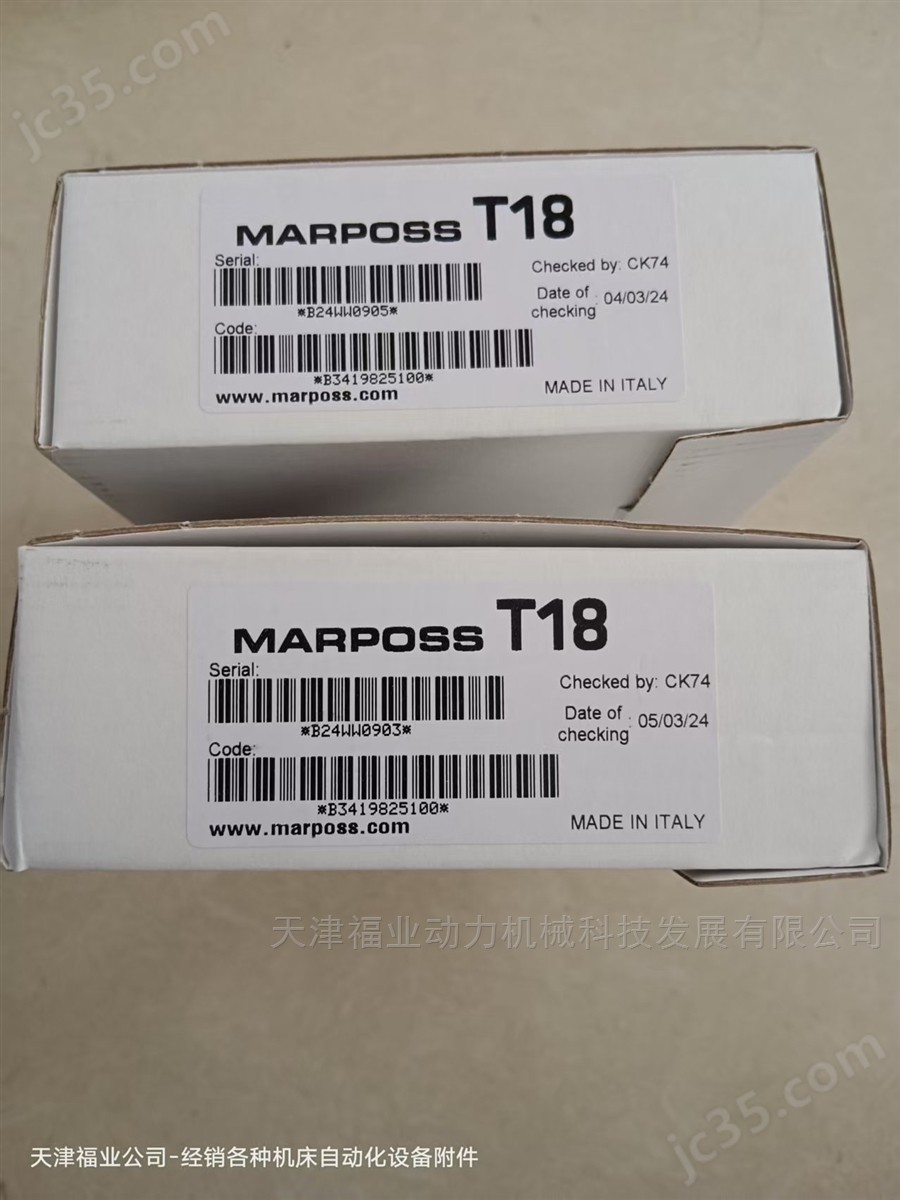 jc35.com
MARPOSS T18
Serial:
*B24WW0905*
Code:
*B3419825100*
www.marposs.com
Checked by: CK74
Date of checking : 04/03/24
MADE IN ITALY
MARPOSS T18
Serial:
*B24WW0903*
Code:
*B3419825100*
www.marposs.com
Checked by: CK74
Date of checking : 05/03/24
MADE IN ITALY
天津福业动力机械科技发展有限公司
jc35.com
天津福业公司-经销各种机床自动化设备附件